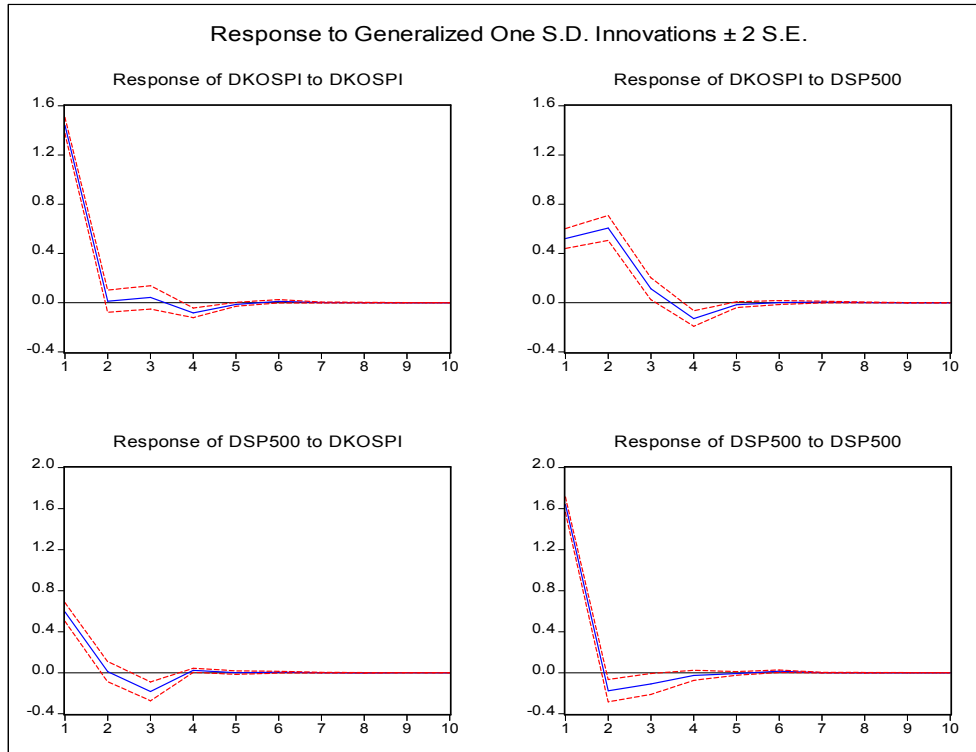 Response to Generalized One S.D. Innovations ± 2 S.E.
Response of DKOSPI to DKOSPI
1.6
1.2
0.8
0.4
0.0
-0.4
1 2 3 4 5 6 7 8 9 10
Response of DKOSPI to DSP500
1.6
1.2
0.8
0.4
0.0
-0.4
1 2 3 4 5 6 7 8 9 10
Response of DSP500 to DKOSPI
2.0
1.6
1.2
0.8
0.4
0.0
-0.4
1 2 3 4 5 6 7 8 9 10
Response of DSP500 to DSP500
2.0
1.6
1.2
0.8
0.4
0.0
-0.4
1 2 3 4 5 6 7 8 9 10